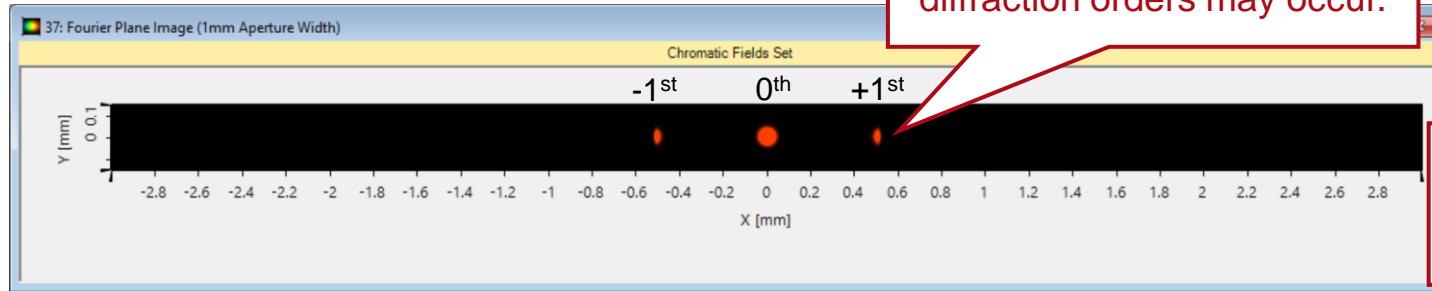 diffraction orders may occur.
37: Fourier Plane Image (1mm Aperture Width)
Chromatic Fields Set
-1st 0th +1st
Y [mm]
0 0.1
-2.8 -2.6 -2.4 -2.2 -2 -1.8 -1.6 -1.4 -1.2 -1 -0.8 -0.6 -0.4 -0.2 0 0.2 0.4 0.6 0.8 1 1.2 1.4 1.6 1.8 2 2.2 2.4 2.6 2.8
X [mm]